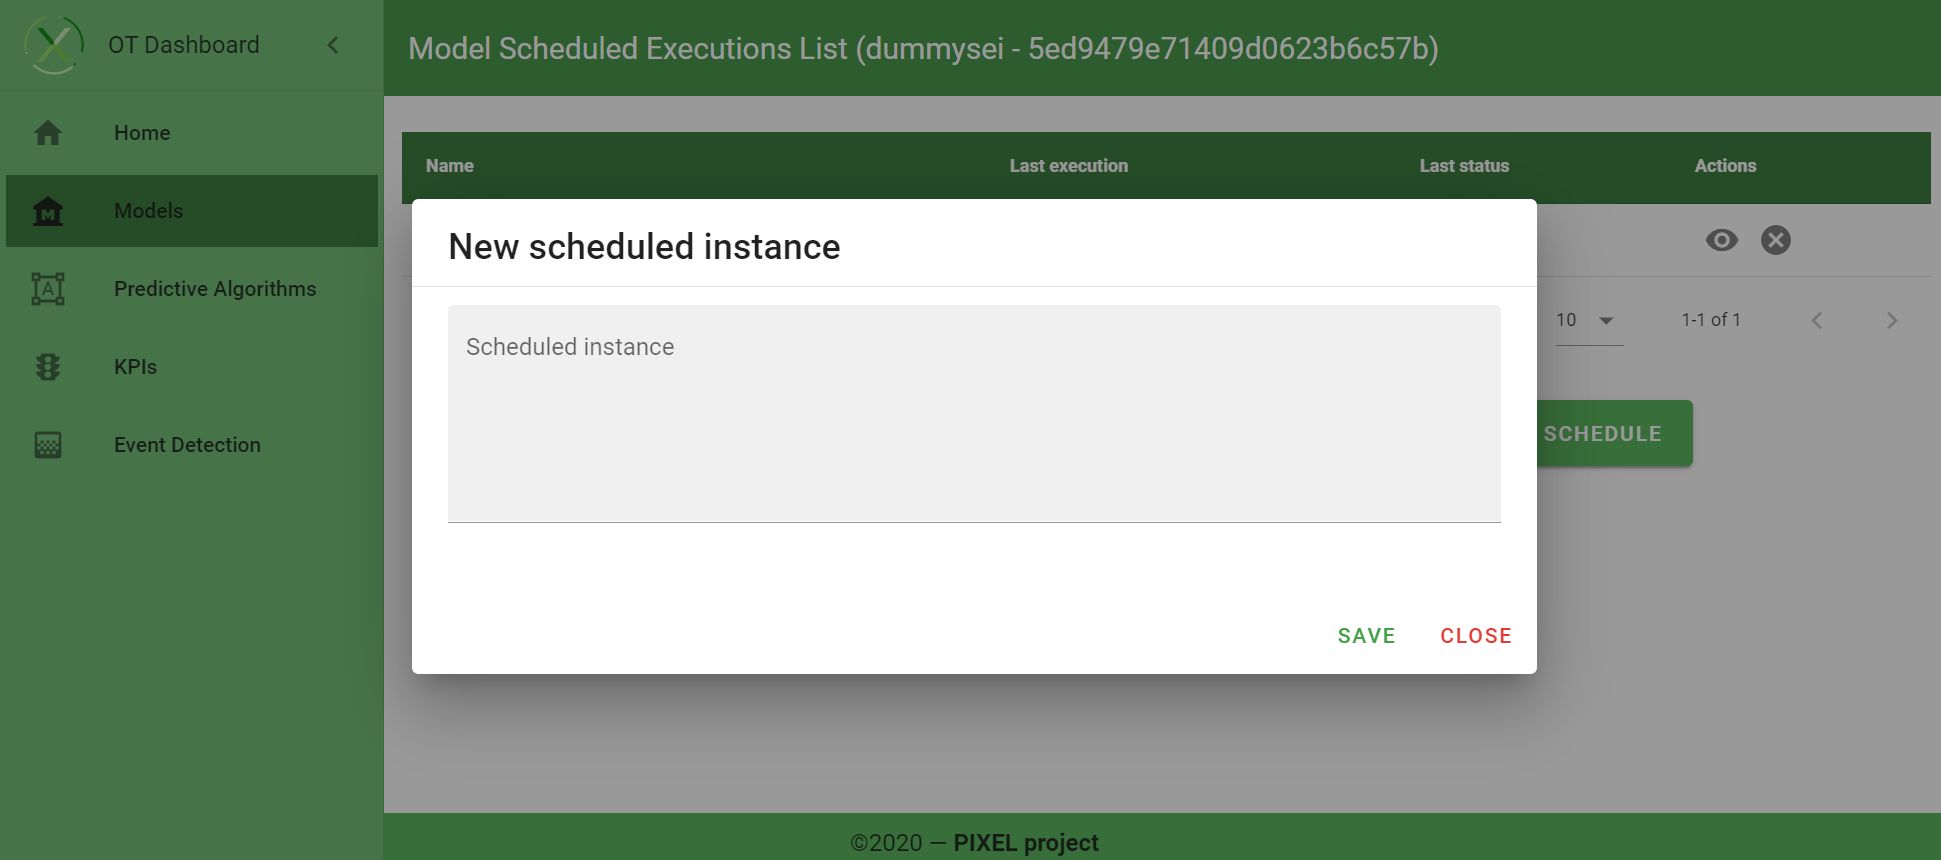 OT Dashboard
Home
Models
Predictive Algorithms
KPIs
Event Detection
Model Scheduled Executions List (dummysei - 5ed9479e71409d0623b6c57b)
Name Last execution Last status Actions
New scheduled instance
Scheduled instance
SAVE CLOSE
10 1-1 of 1
SCHEDULE
©2020 — PIXEL project